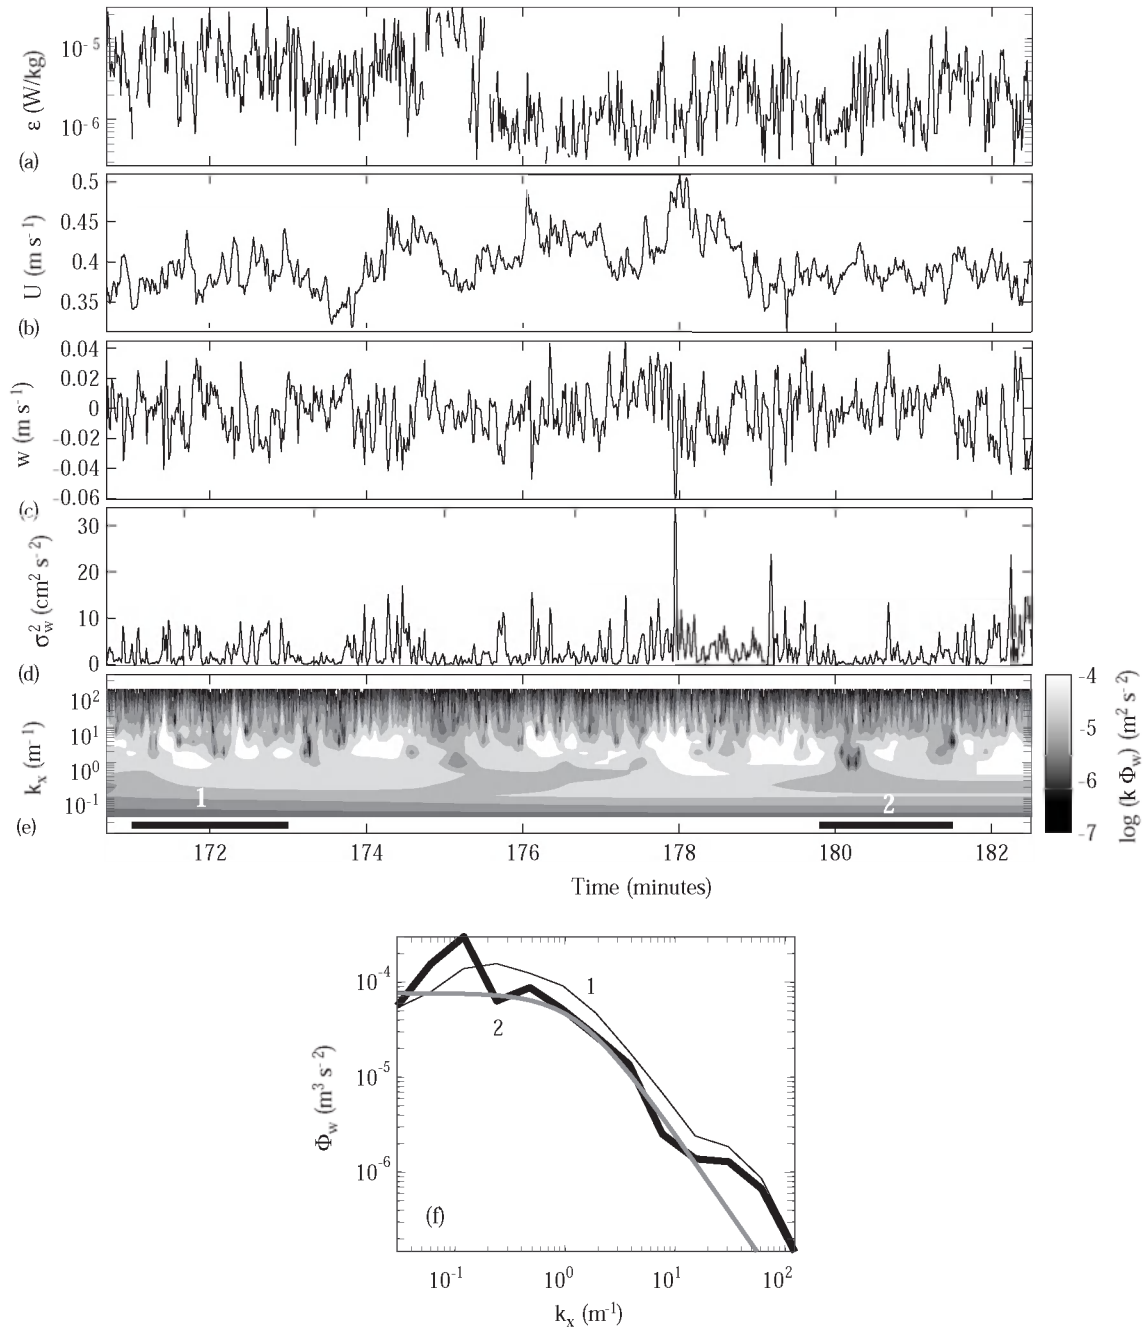 10⁻⁵
10⁻⁶
ε (W/kg)
(a)
0.5
0.45
0.4
0.35
U (m s⁻¹)
(b)
0.04
0.02
0
-0.02
-0.04
-0.06
w (m s⁻¹)
(c)
30
20
10
0
σ²w (cm² s⁻²)
(d)
10²
10¹
10⁰
10⁻¹
kₓ (m⁻¹)
(e)
1
2
-4
-5
-6
-7
log (k Φw) (m² s⁻²)
172 174 176 178 180 182
Time (minutes)
10⁻⁴
10⁻⁵
10⁻⁶
Φw (m³ s⁻²)
1
2
(f)
10⁻¹ 10⁰ 10¹ 10²
kₓ (m⁻¹)